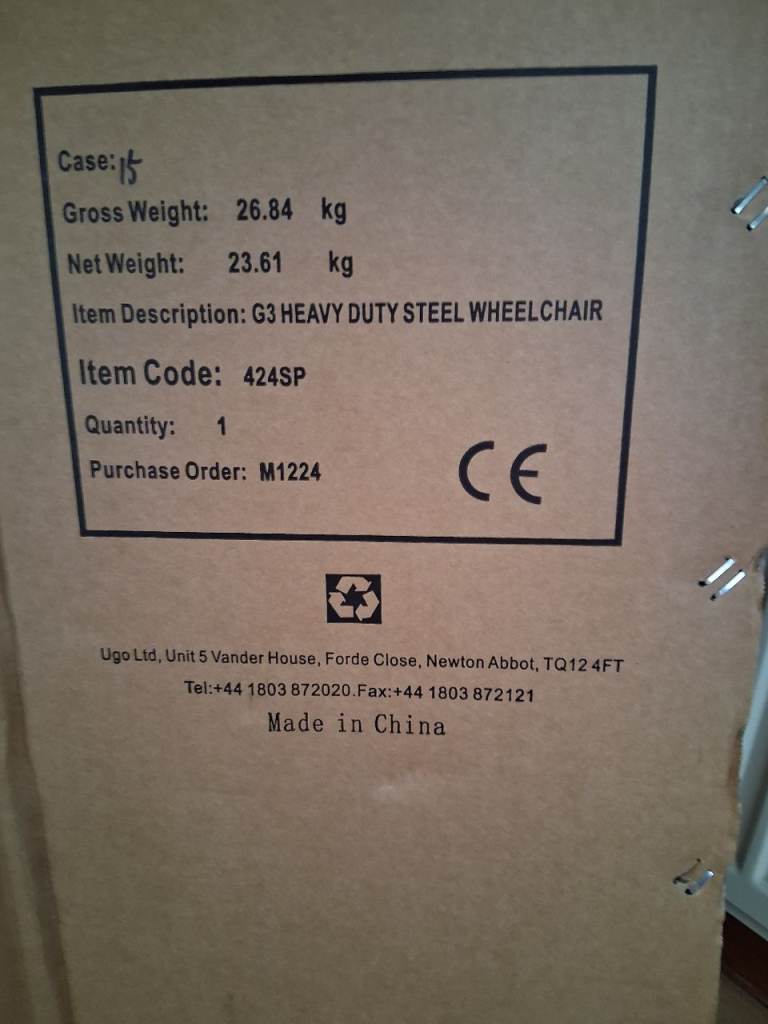 Case: 15
Gross Weight: 26.84 kg
Net Weight: 23.61 kg
Item Description: G3 HEAVY DUTY STEEL WHEELCHAIR
Item Code: 424SP
Quantity: 1
Purchase Order: M1224
CE
Ugo Ltd, Unit 5 Vander House, Forde Close, Newton Abbot, TQ12 4FT
Tel:+44 1803 872020.Fax:+44 1803 872121
Made in China